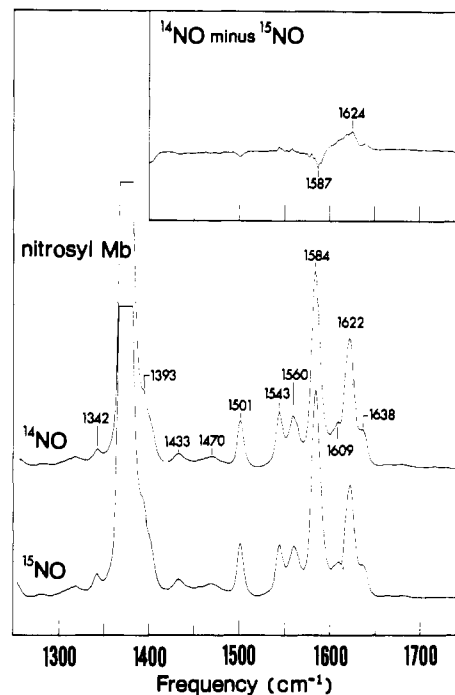 ¹⁴NO minus ¹⁵NO
1624
1587
nitrosyl Mb
1584
1622
1393
1342
1433
1470
1501
1543
1560
1609
1638
¹⁴NO
¹⁵NO
1300 1400 1500 1600 1700
Frequency (cm⁻¹)